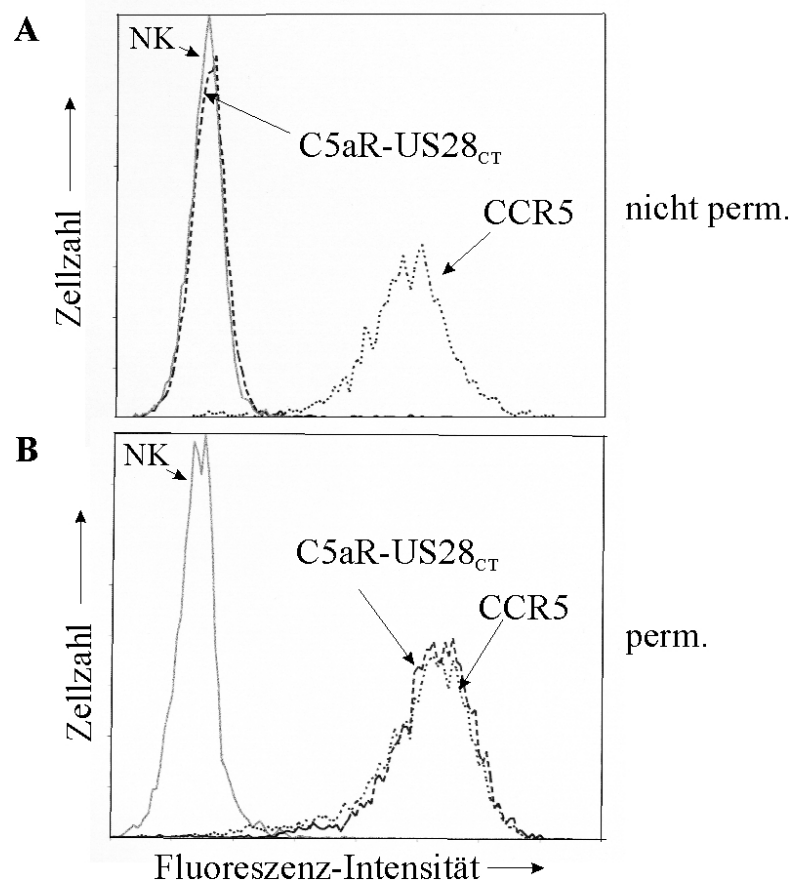 A
NK
C5aR-US28CT
CCR5
nicht perm.
Zellzahl
B
NK
C5aR-US28CT
CCR5
perm.
Zellzahl
Fluoreszenz-Intensität